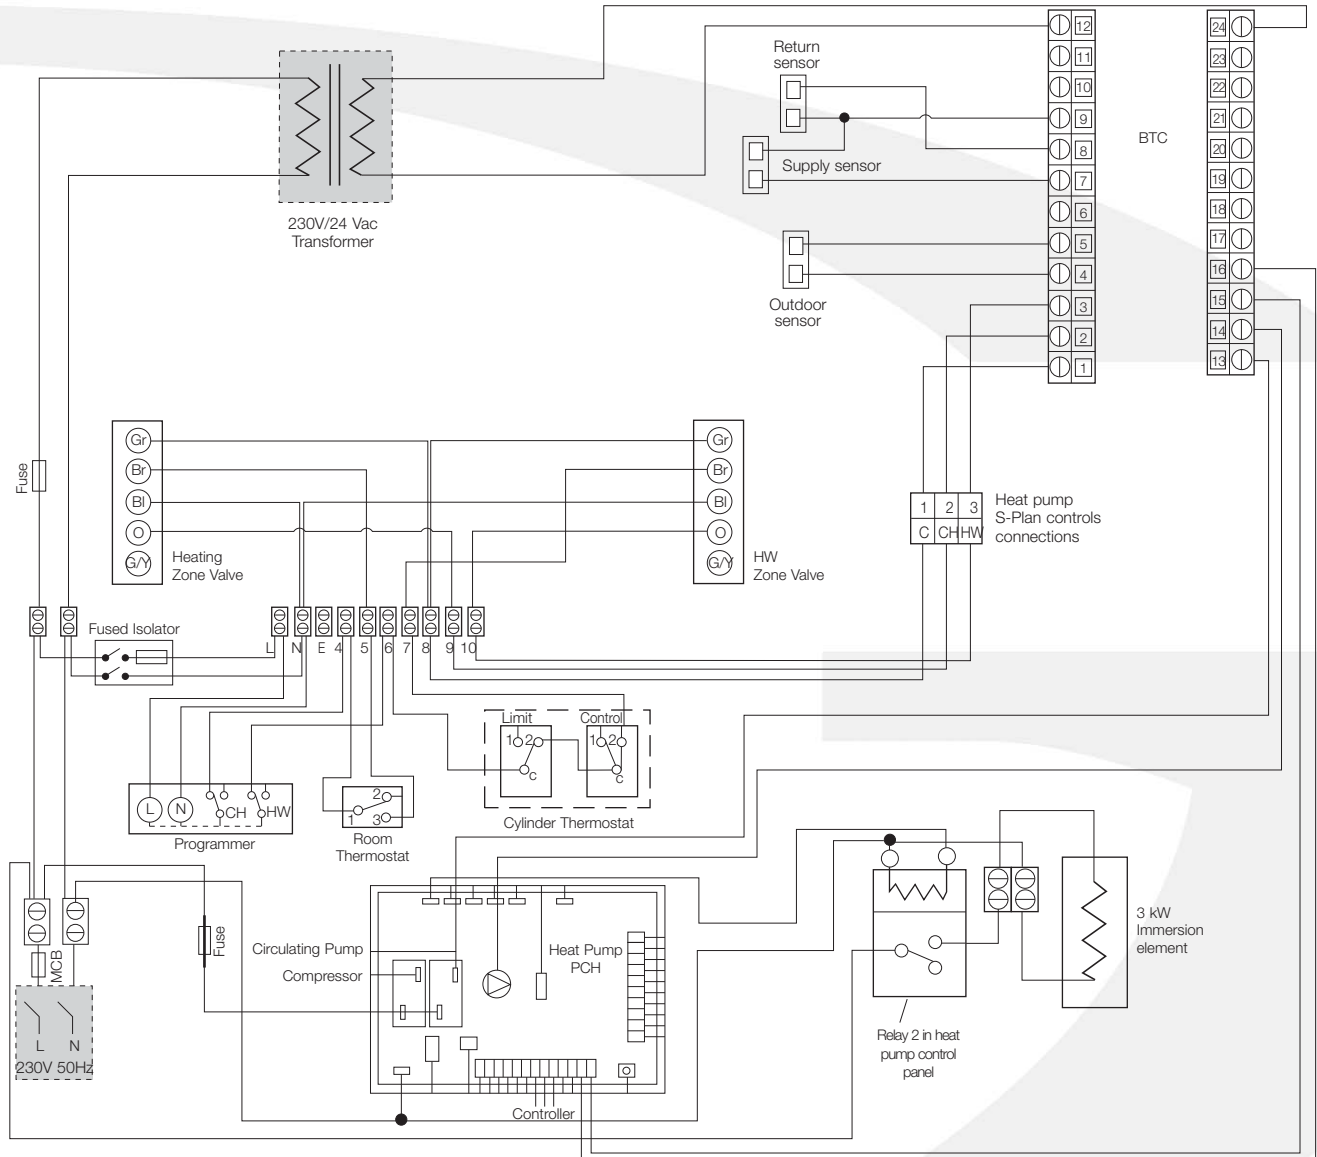 Return
sensor
Supply sensor
230V/24 Vac
Transformer
Outdoor
sensor
12
11
10
9
8
7
6
5
4
3
2
1
BTC
24
23
22
21
20
19
18
17
16
15
14
13
Fuse
Gr
Br
Bl
O
G/Y
Heating
Zone Valve
Gr
Br
Bl
O
G/Y
HW
Zone Valve
1 2 3
C CH HW
Heat pump
S-Plan controls
connections
Fused Isolator
L N E 4 5 6 7 8 9 10
L N CH HW
Programmer
2
1 3
Room
Thermostat
Limit
1 2
c
Control
1 2
c
Cylinder Thermostat
Fuse
MCB
L N
230V 50Hz
Circulating Pump
Compressor
Heat Pump
PCH
Controller
Relay 2 in heat
pump control
panel
3 kW
Immersion
element